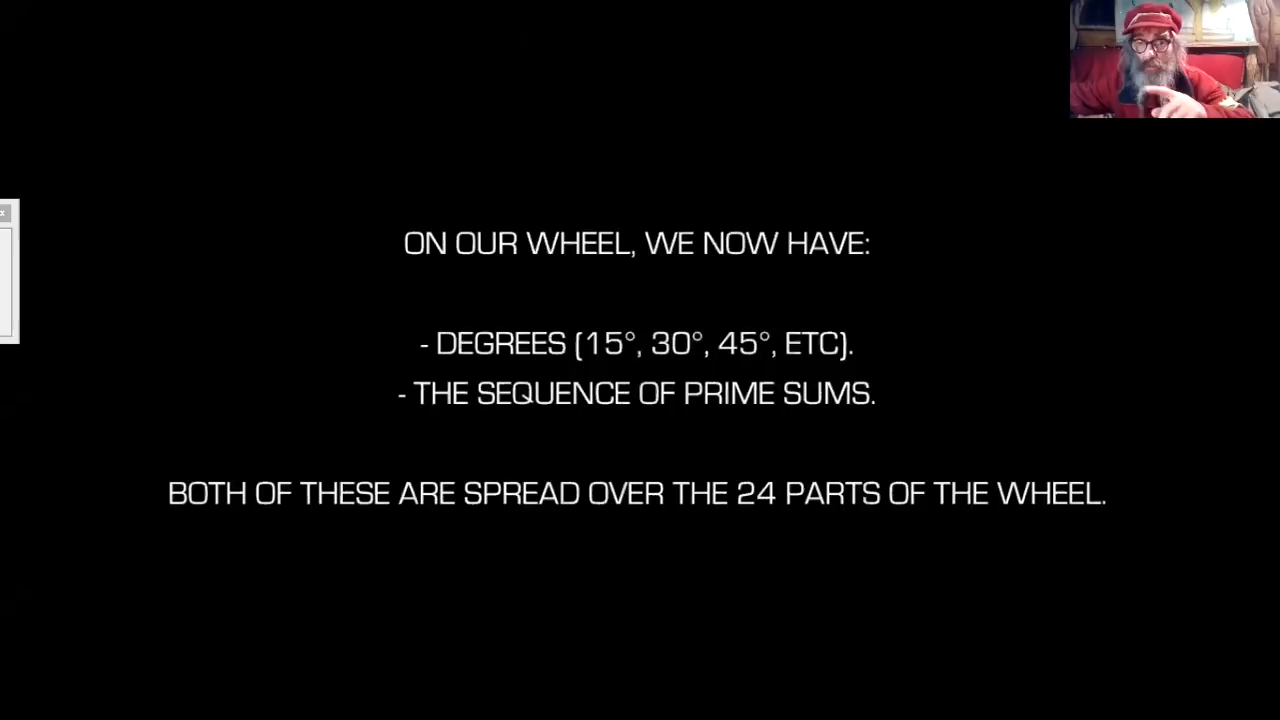 ON OUR WHEEL, WE NOW HAVE:
- DEGREES (15°, 30°, 45°, ETC).
- THE SEQUENCE OF PRIME SUMS.
BOTH OF THESE ARE SPREAD OVER THE 24 PARTS OF THE WHEEL.